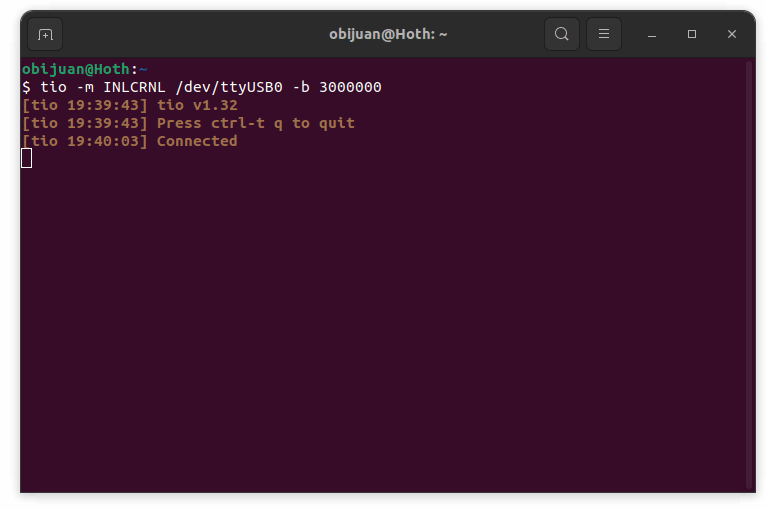 obijuan@Hoth: ~
obijuan@Hoth:~
$ tio -m INLCRNL /dev/ttyUSB0 -b 3000000
[tio 19:39:43] tio v1.32
[tio 19:39:43] Press ctrl-t q to quit
[tio 19:40:03] Connected